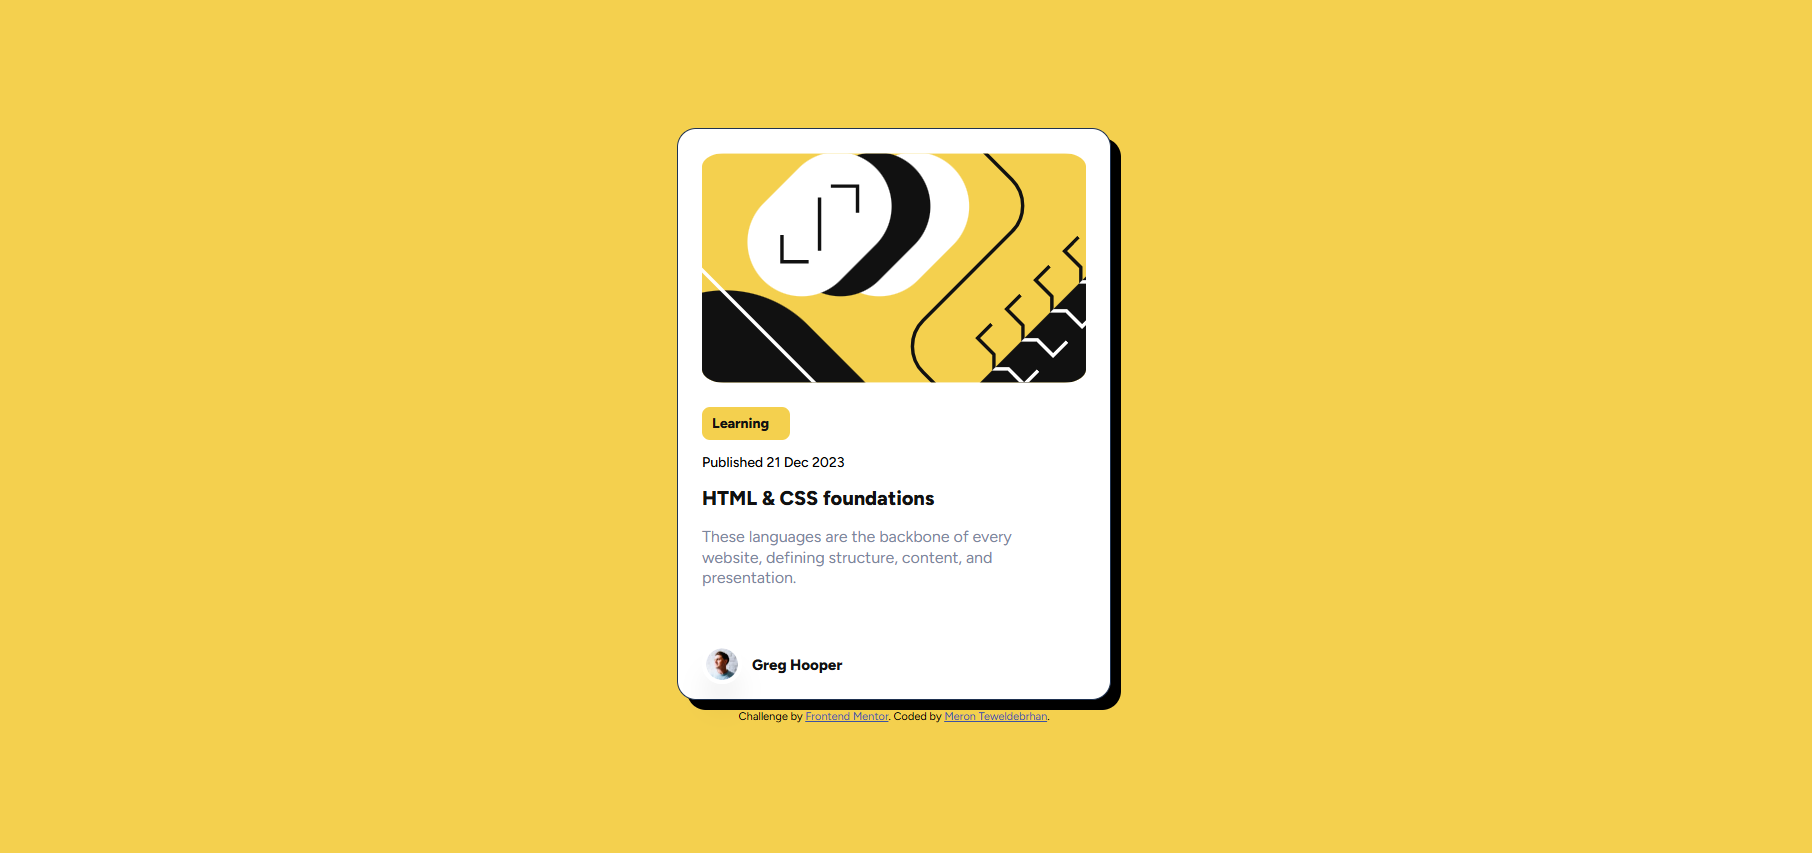 Learning
Published 21 Dec 2023
HTML & CSS foundations
These languages are the backbone of every
website, defining structure, content, and
presentation.
Greg Hooper
Challenge by Frontend Mentor. Coded by Meron Teweldebrhan.